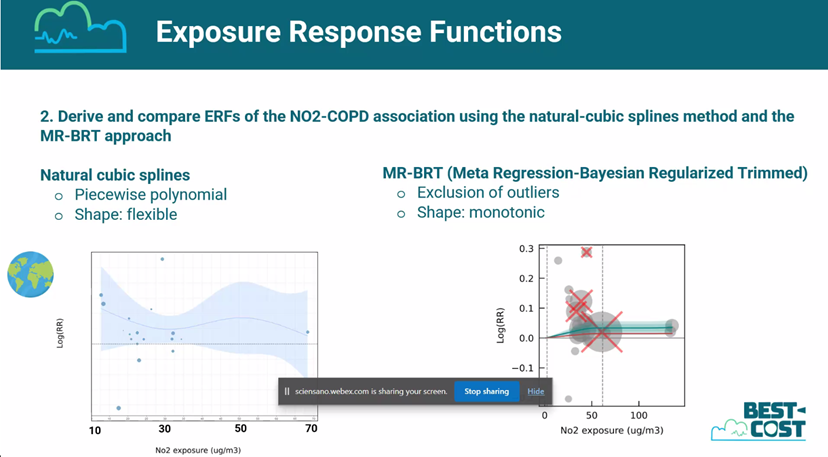 Exposure Response Functions
2. Derive and compare ERFs of the NO2-COPD association using the natural-cubic splines method and the
MR-BRT approach
Natural cubic splines
o Piecewise polynomial
o Shape: flexible
MR-BRT (Meta Regression-Bayesian Regularized Trimmed)
o Exclusion of outliers
o Shape: monotonic
Log(RR)
10 30 50 70
No2 exposure (ug/m3)
0.3
0.2
0.1
0.0
−0.1
Log(RR)
0 50 100
No2 exposure (ug/m3)
sciensano.webex.com is sharing your screen. Stop sharing Hide
BEST-
COST